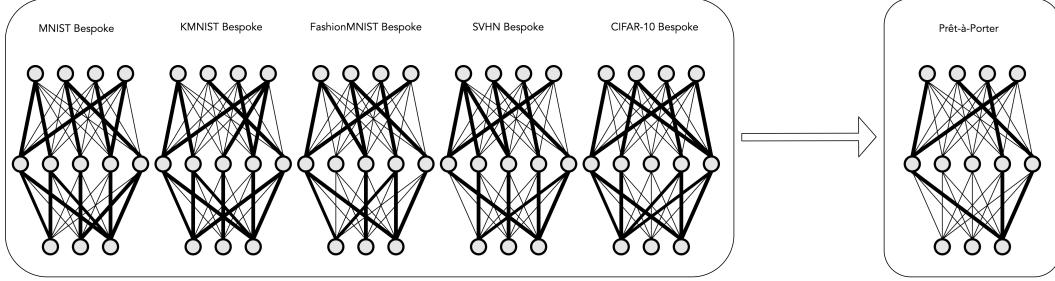 MNIST Bespoke
KMNIST Bespoke
FashionMNIST Bespoke
SVHN Bespoke
CIFAR-10 Bespoke
Prêt-à-Porter